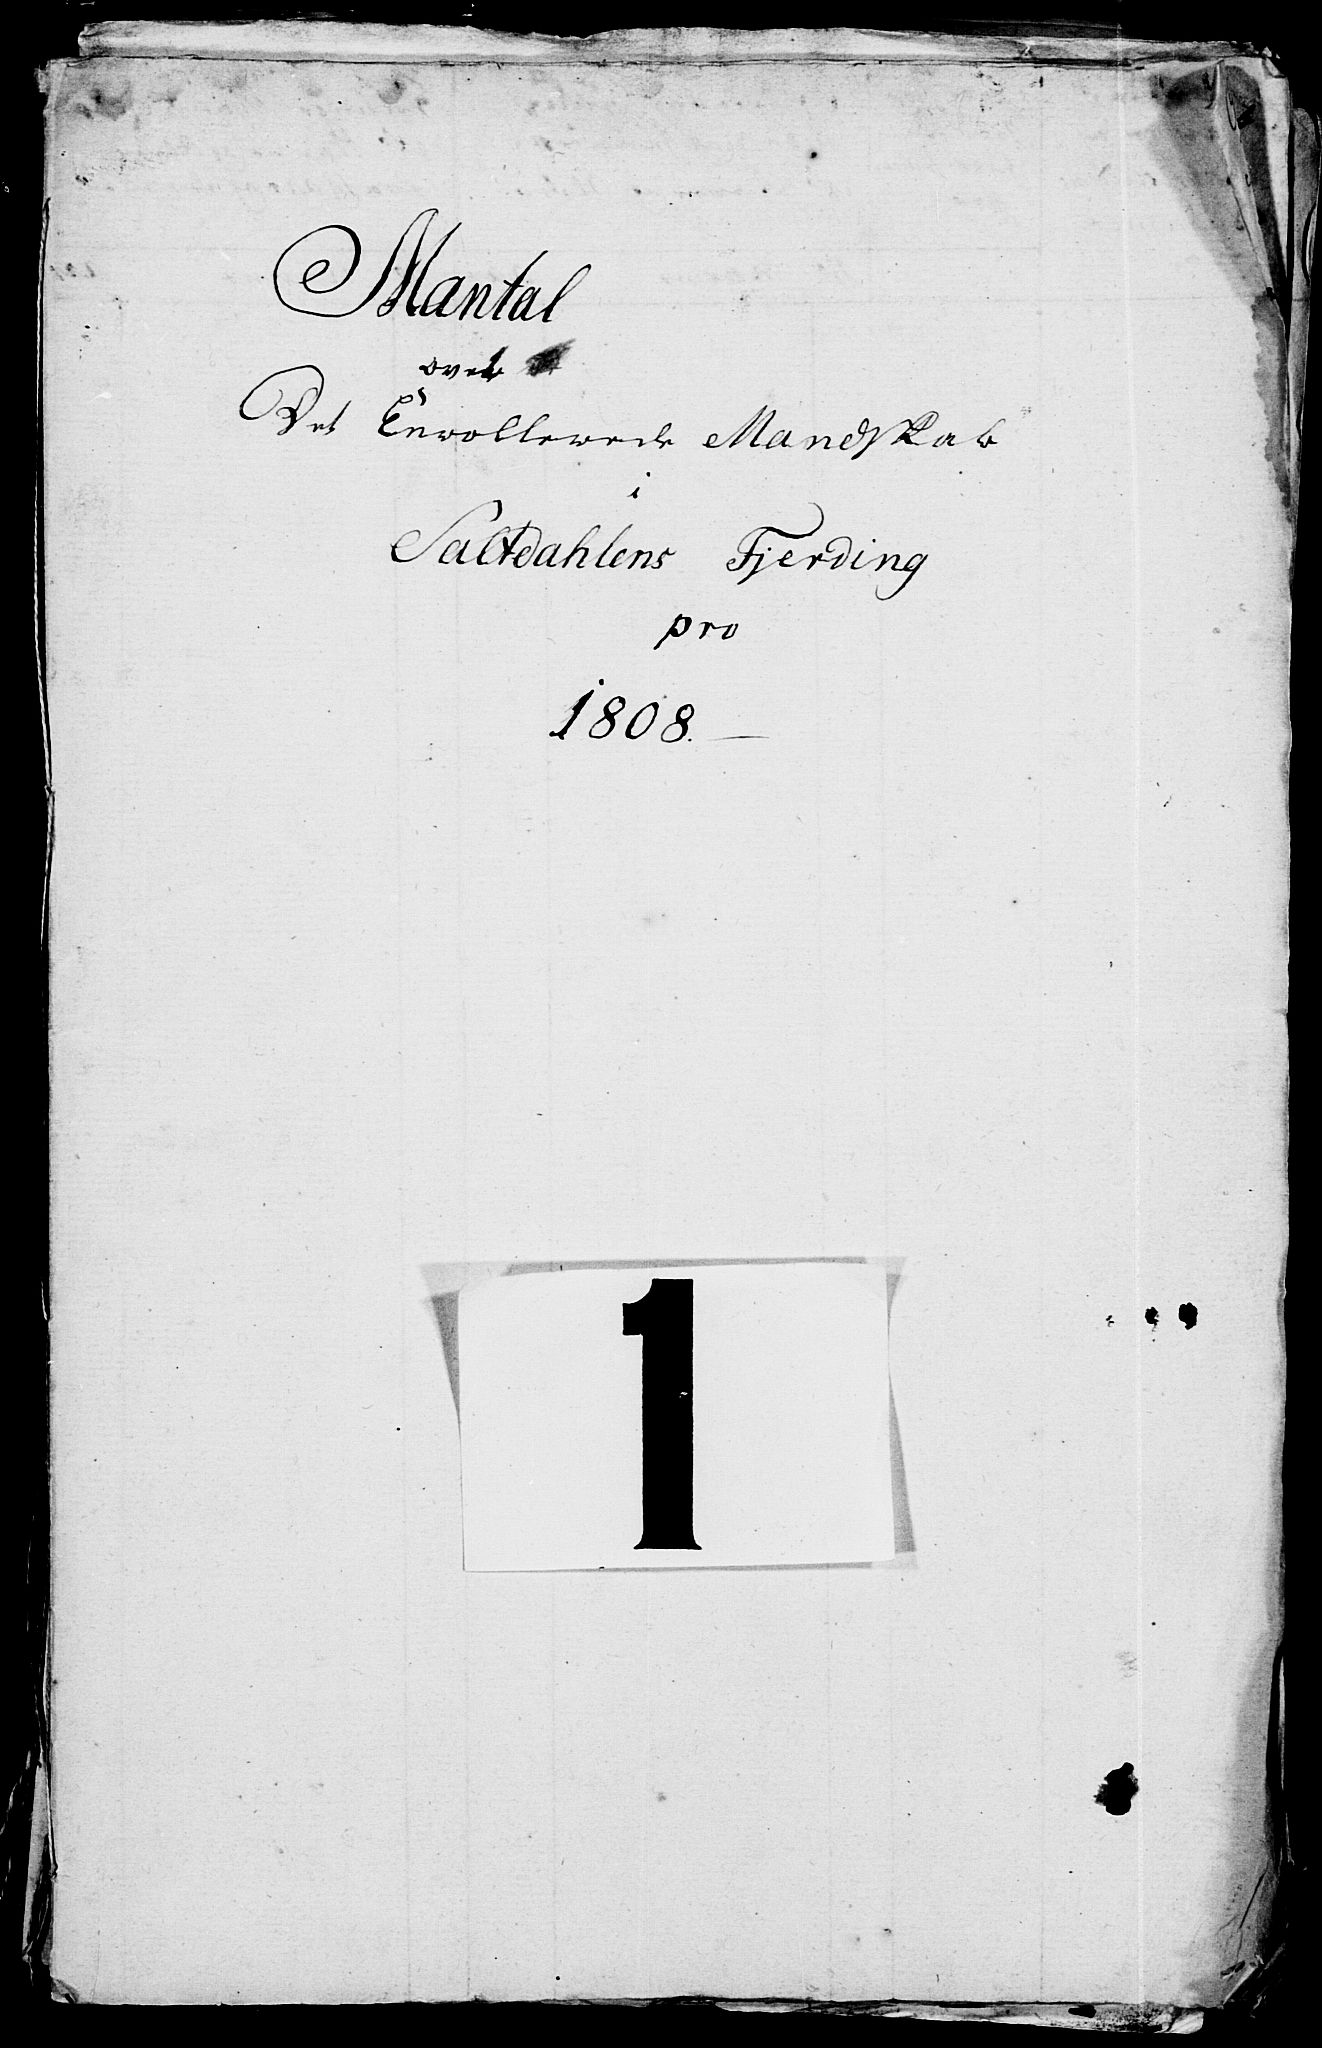 Mantal
over
Det Enrollerede Mandskab
i
Saltdahlens Fjerding
pro
1808.
1